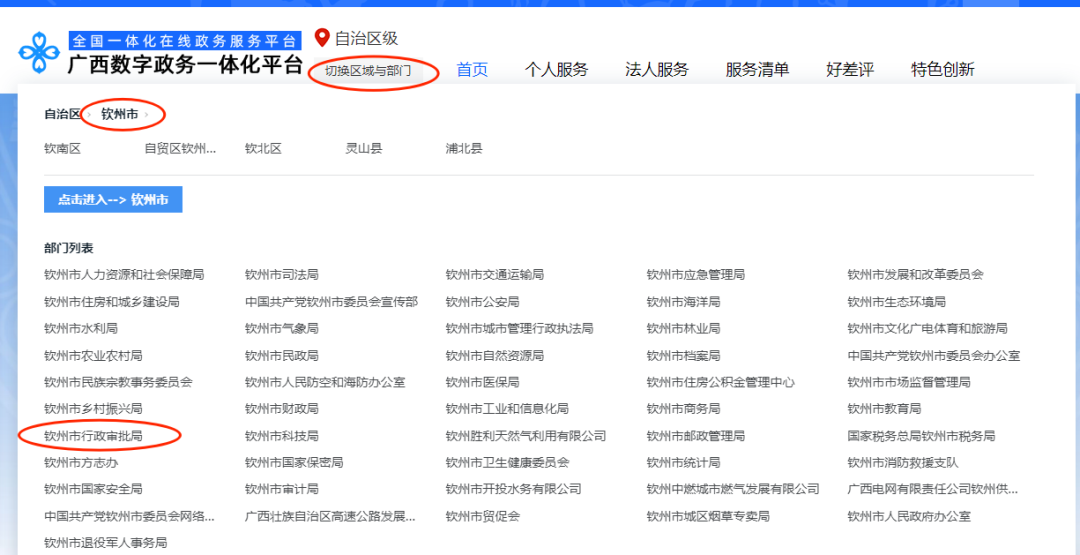 全国一体化在线政务服务平台
广西数字政务一体化平台
自治区级
切换区域与部门
首页 个人服务 法人服务 服务清单 好差评 特色创新
自治区 > 钦州市 >
钦南区 自贸区钦州... 钦北区 灵山县 浦北县
点击进入--> 钦州市
部门列表
钦州市人力资源和社会保障局 钦州市司法局 钦州市交通运输局 钦州市应急管理局 钦州市发展和改革委员会
钦州市住房和城乡建设局 中国共产党钦州市委员会宣传部 钦州市公安局 钦州市海洋局 钦州市生态环境局
钦州市水利局 钦州市气象局 钦州市城市管理行政执法局 钦州市林业局 钦州市文化广电体育和旅游局
钦州市农业农村局 钦州市民政局 钦州市自然资源局 钦州市档案局 中国共产党钦州市委员会办公室
钦州市民族宗教事务委员会 钦州市人民防空和海防办公室 钦州市医保局 钦州市住房公积金管理中心 钦州市市场监督管理局
钦州市乡村振兴局 钦州市财政局 钦州市工业和信息化局 钦州市商务局 钦州市教育局
钦州市行政审批局 钦州市科技局 钦州胜利天然气利用有限公司 钦州市邮政管理局 国家税务总局钦州市税务局
钦州市方志办 钦州市国家保密局 钦州市卫生健康委员会 钦州市统计局 钦州市消防救援支队
钦州市国家安全局 钦州市审计局 钦州市开投水务有限公司 钦州中燃城市燃气发展有限公司 广西电网有限责任公司钦州供...
中国共产党钦州市委员会网络... 广西壮族自治区高速公路发展... 钦州市贸促会 钦州市城区烟草专卖局 钦州市人民政府办公室
钦州市退役军人事务局